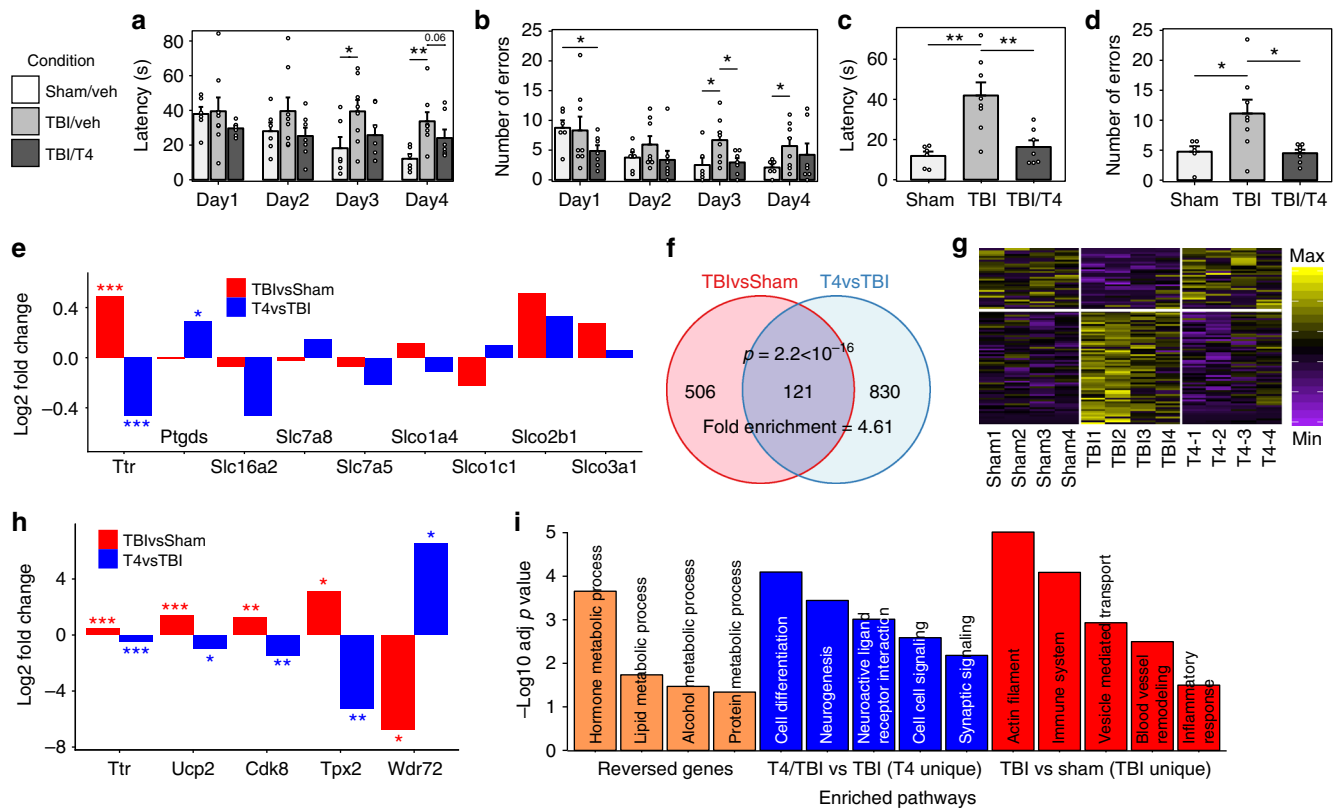 Condition
Sham/veh
TBI/veh
TBI/T4
a
Latency (s)
80
60
40
20
0
*
**
0.06
Day1 Day2 Day3 Day4
b
Number of errors
25
20
15
10
5
0
*
*
*
*
Day1 Day2 Day3 Day4
c
Latency (s)
80
60
40
20
0
** **
Sham TBI TBI/T4
d
Number of errors
25
20
15
10
5
0
* *
Sham TBI TBI/T4
e
Log2 fold change
0.4
0.0
−0.4
TBIvsSham
T4vsTBI
***
***
*
Ptgds Slc7a8 Slco1a4 Slco2b1
Ttr Slc16a2 Slc7a5 Slco1c1 Slco3a1
f
TBIvsSham T4vsTBI
p = 2.2<10−16
506 121 830
Fold enrichment = 4.61
g
Max
Min
Sham1
Sham2
Sham3
Sham4
TBI1
TBI2
TBI3
TBI4
T4-1
T4-2
T4-3
T4-4
h
Log2 fold change
4
0
−4
−8
TBIvsSham
T4vsTBI
***
***
***
*
**
**
*
**
*
*
Ttr Ucp2 Cdk8 Tpx2 Wdr72
i
−Log10 adj p value
5
4
3
2
1
0
Hormone metabolic process
Lipid metabolic process
Alcohol metabolic process
Protein metabolic process
Cell differentiation
Neurogenesis
Neuroactive ligand
receptor interaction
Cell cell signaling
Synaptic signaling
Actin filament
Immune system
Vesicle mediated transport
Blood vessel
remodeling
Inflammatory
response
Reversed genes T4/TBI vs TBI (T4 unique) TBI vs sham (TBI unique)
Enriched pathways